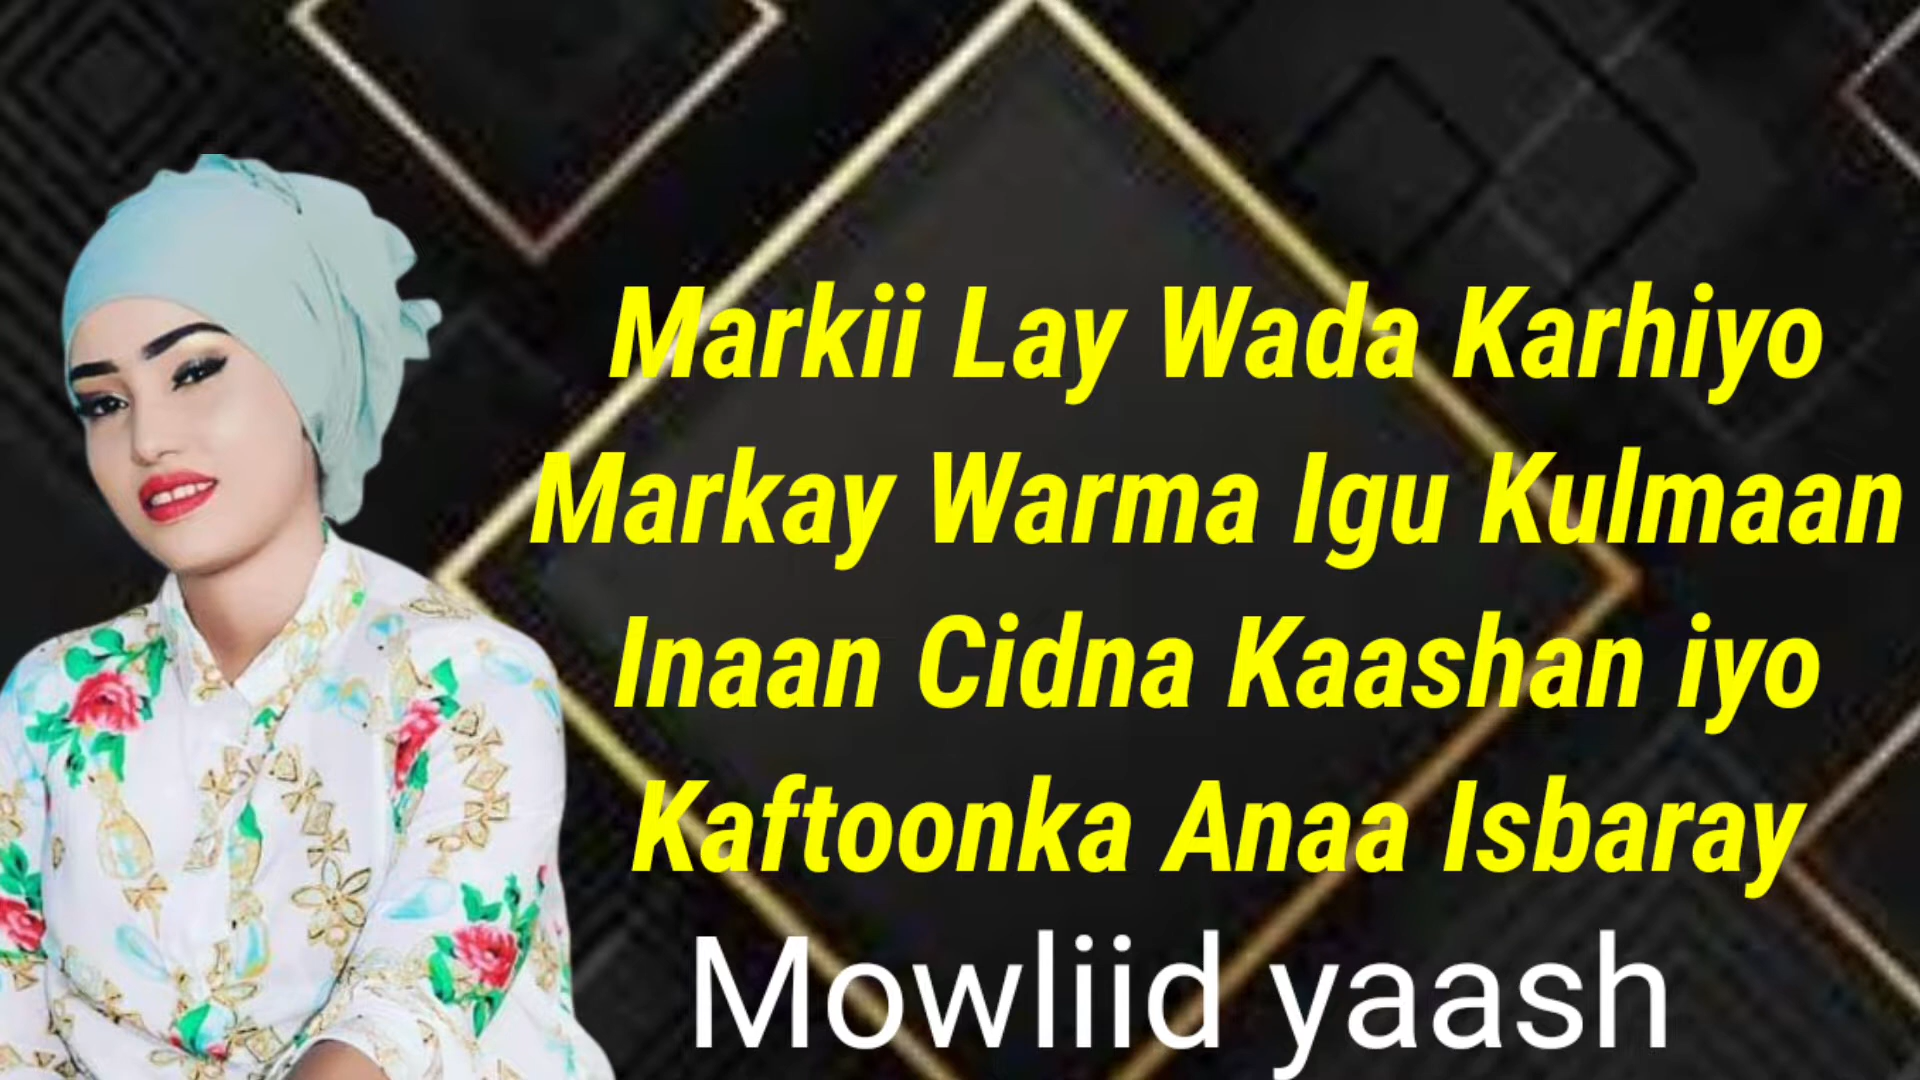 Markii Lay Wada Karhiyo
Markay Warma Igu Kulmaan
Inaan Cidna Kaashan iyo
Kaftoonka Anaa Isbaray
Mowliid yaash